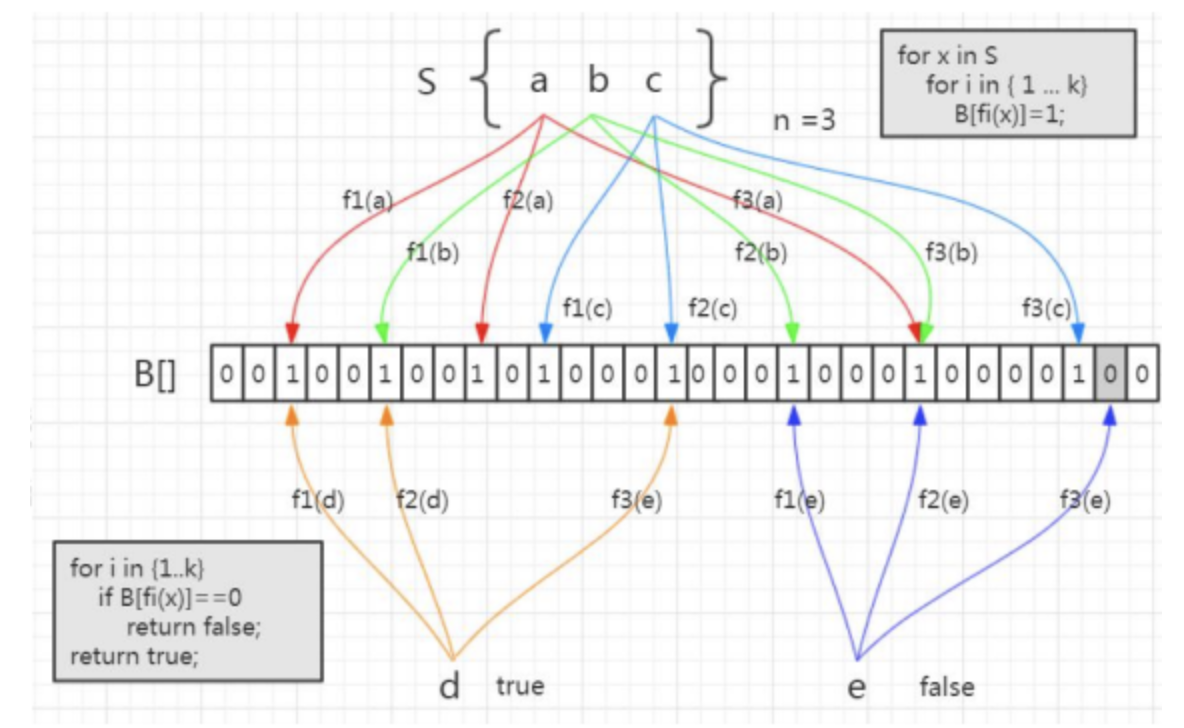 S { a b c }
n =3
for x in S
for i in { 1 ... k}
B[fi(x)]=1;
f1(a) f2(a) f3(a)
f1(b) f2(b) f3(b)
f1(c) f2(c) f3(c)
B[] 0 0 1 0 0 1 0 0 1 0 1 0 0 0 1 0 0 0 1 0 0 0 1 0 0 0 0 1 0 0
f1(d) f2(d) f3(e) f1(e) f2(e) f3(e)
for i in {1..k}
if B[fi(x)]==0
return false;
return true;
d true
e false